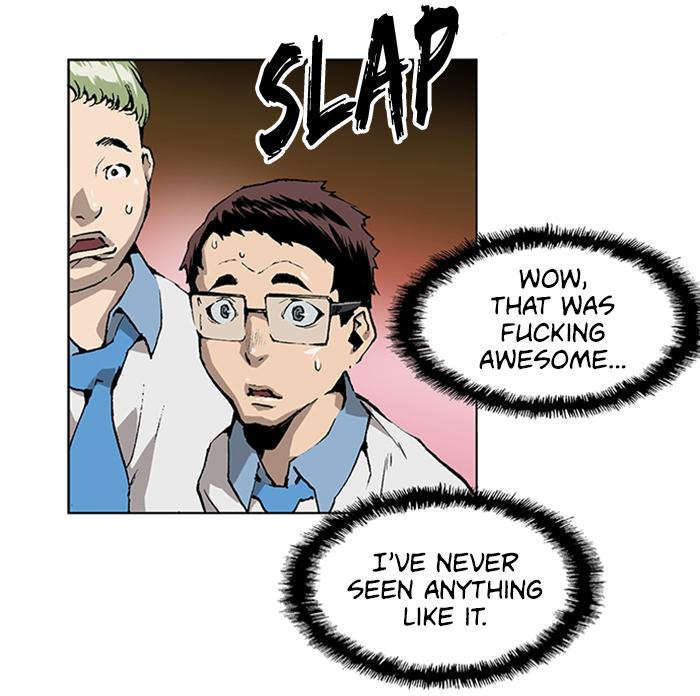 SLAP
WOW,
THAT WAS
FUCKING
AWESOME...
I'VE NEVER
SEEN ANYTHING
LIKE IT.